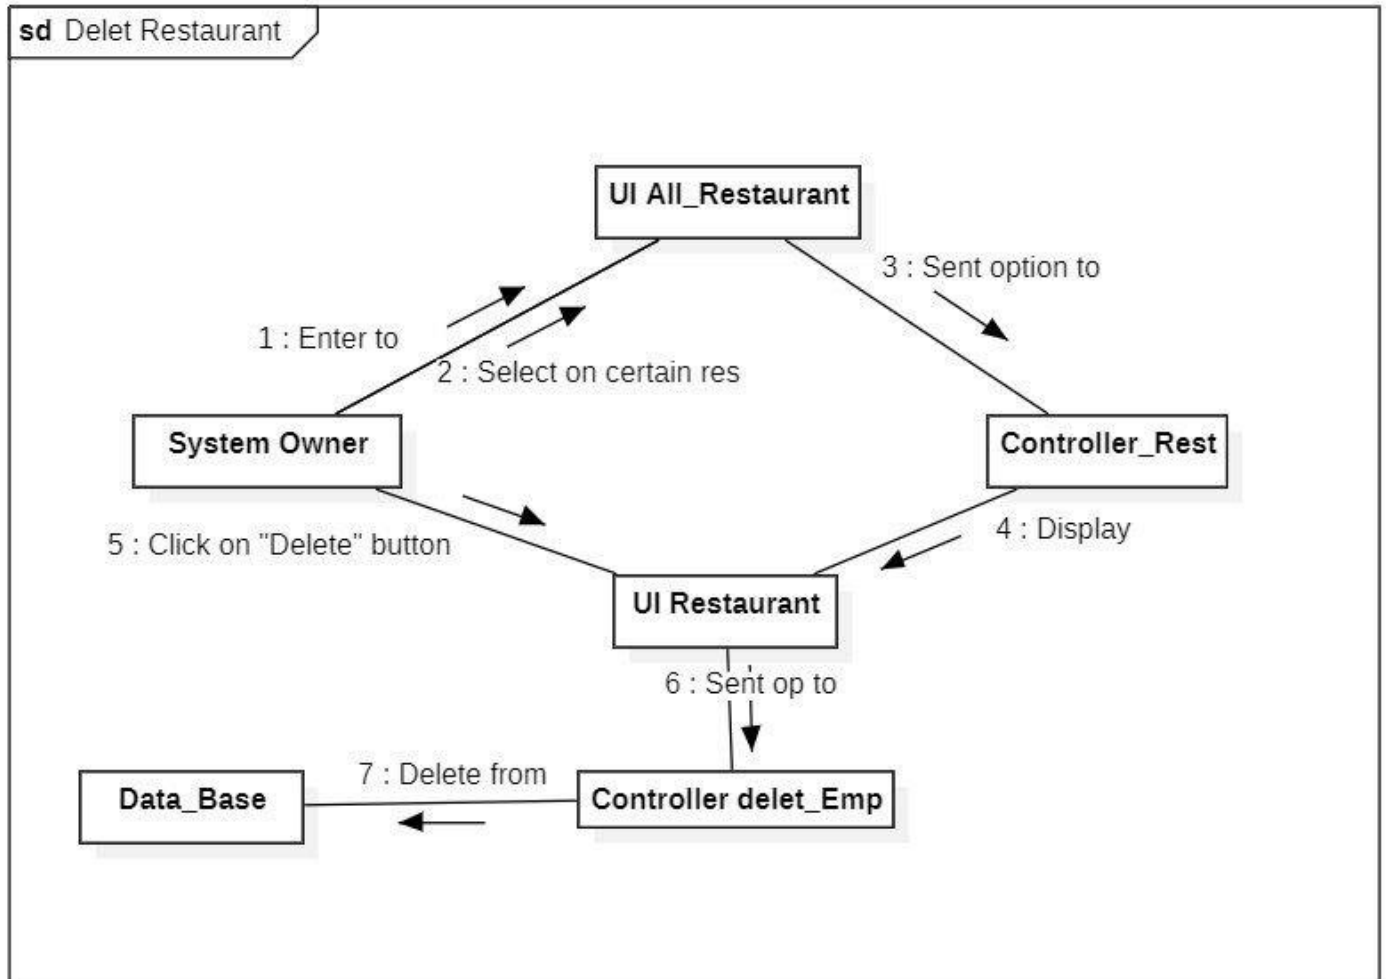 sd Delet Restaurant
UI All_Restaurant
3 : Sent option to
1 : Enter to
2 : Select on certain res
System Owner
Controller_Rest
4 : Display
5 : Click on "Delete" button
UI Restaurant
6 : Sent op to
7 : Delete from
Data_Base
Controller delet_Emp